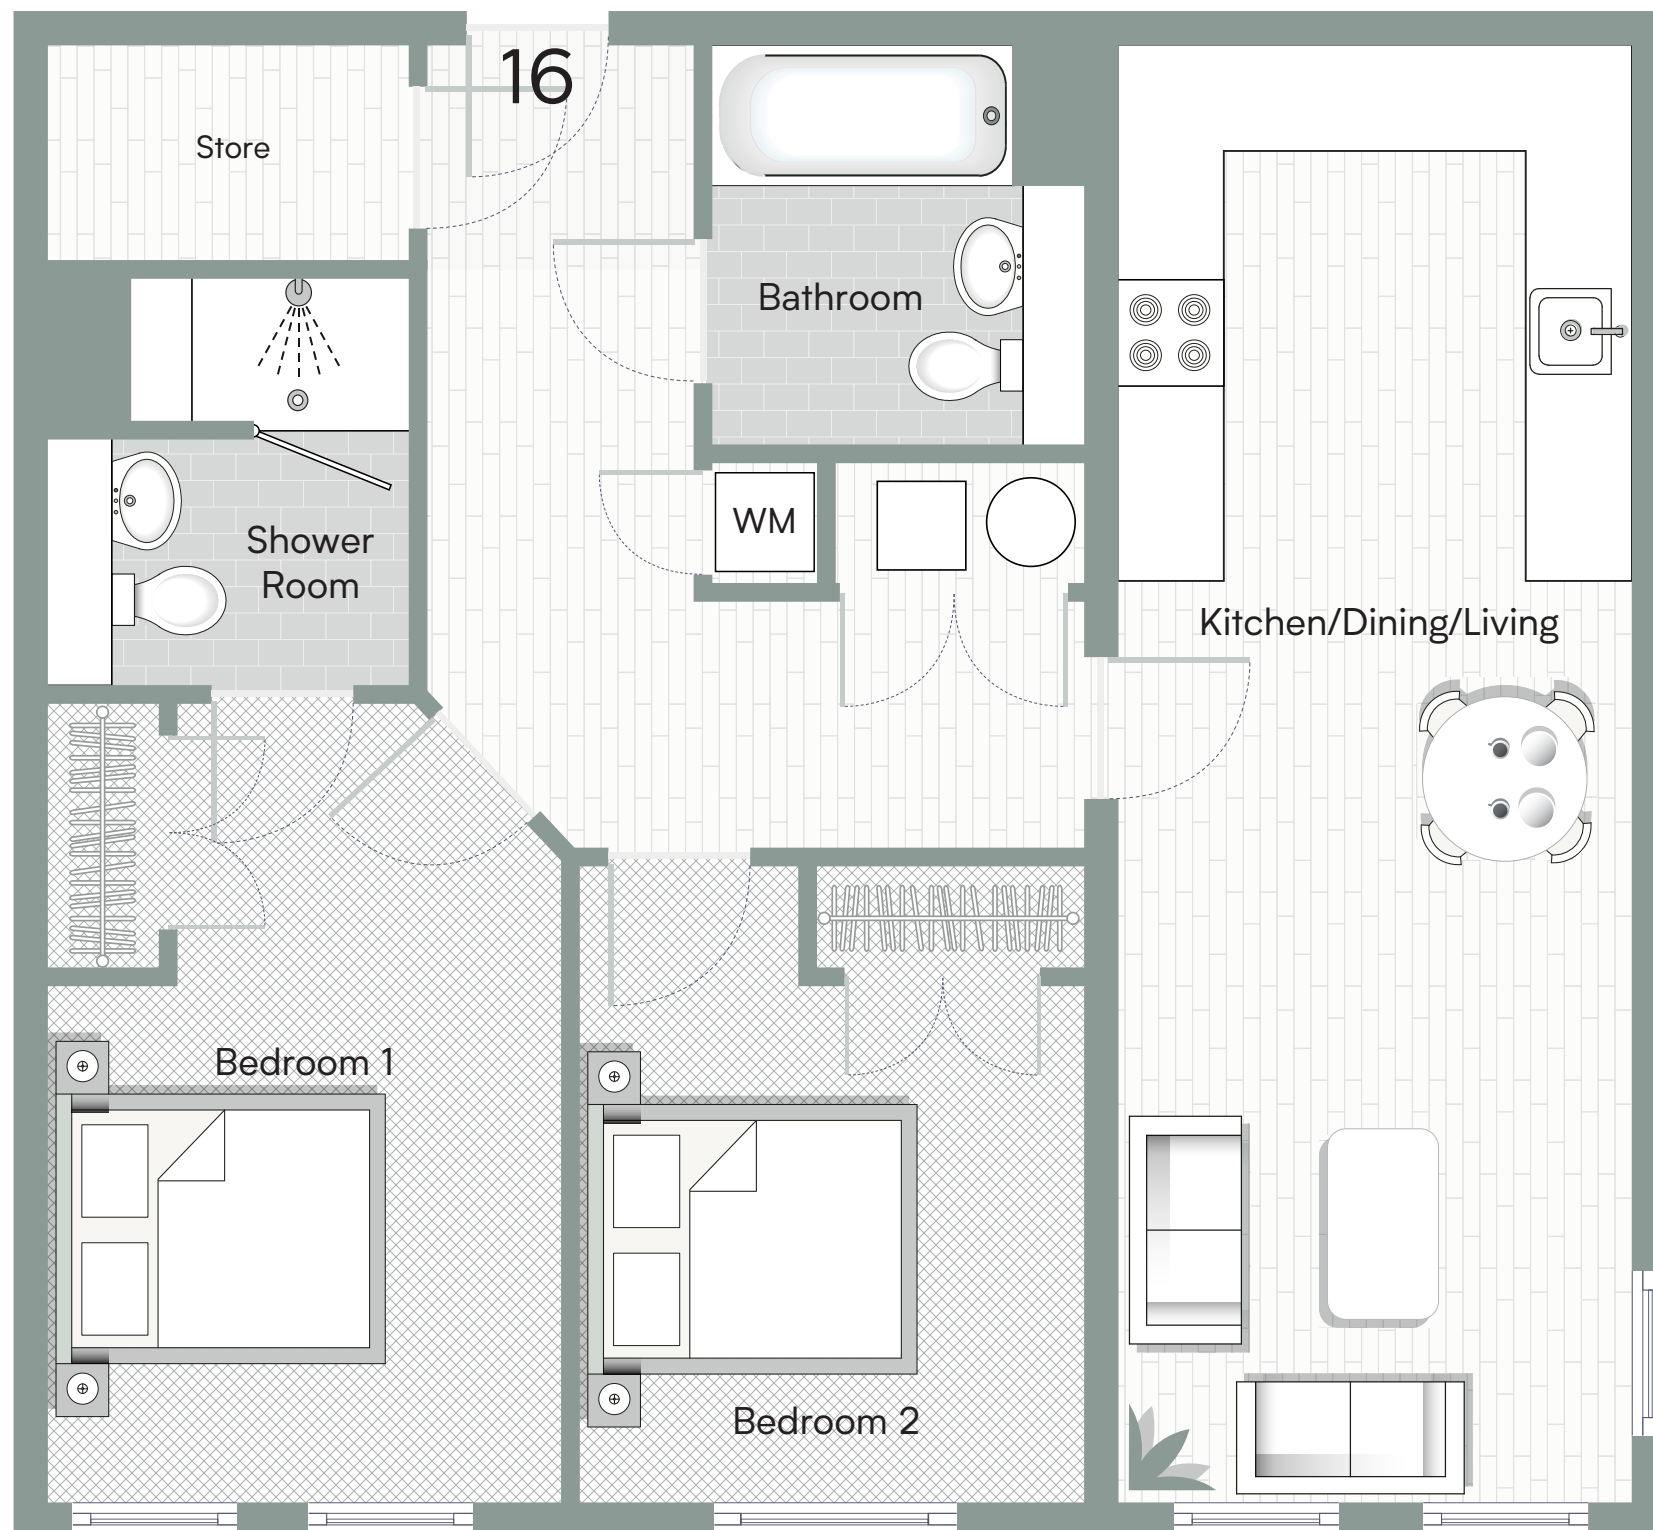 16
Store
Bathroom
WM
Shower
Room
Kitchen/Dining/Living
Bedroom 1
Bedroom 2